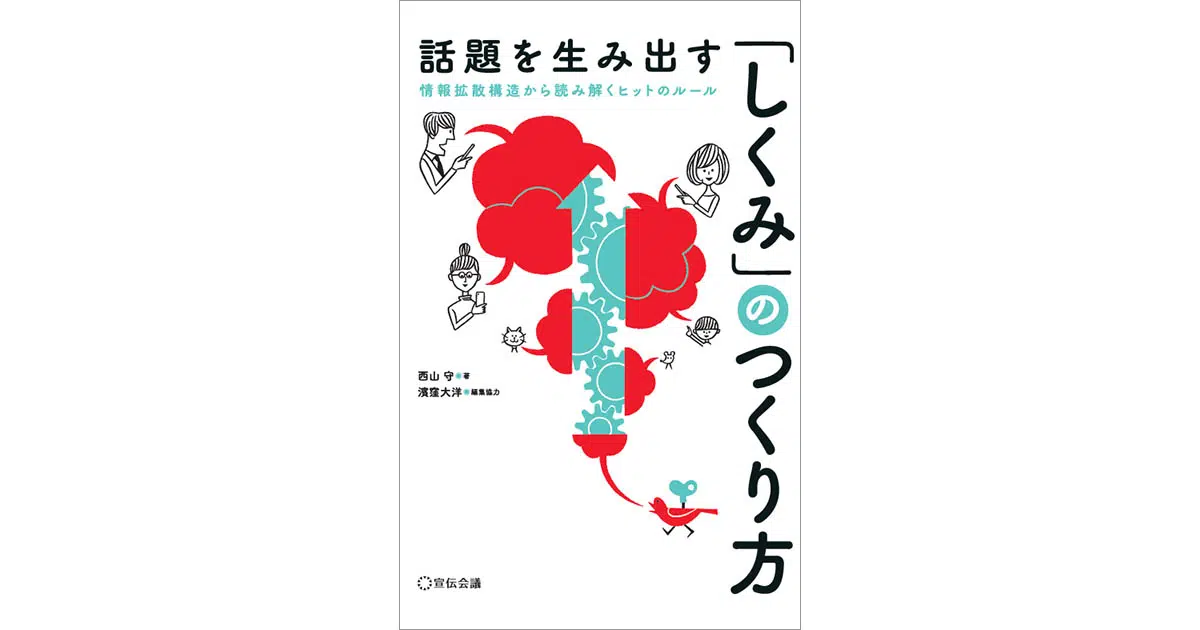 話題を生み出す
「しくみ」のつくり方
情報拡散構造から読み解くヒットのルール
西山 守 著
濱窪大洋 編集協力
宣伝会議